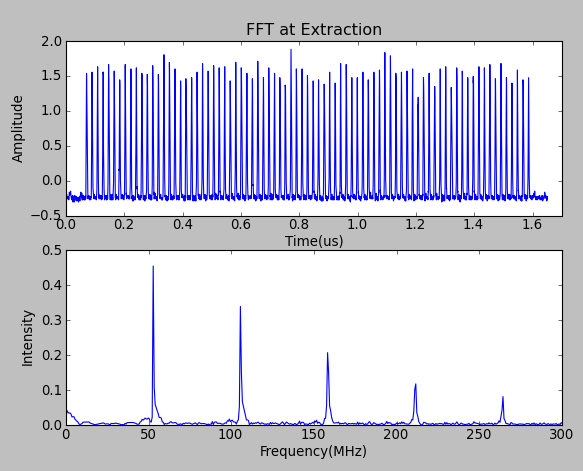 FFT at Extraction
2.0
1.5
1.0
0.5
0.0
−0.5
Amplitude
0.0 0.2 0.4 0.6 0.8 1.0 1.2 1.4 1.6
Time(us)
0.5
0.4
0.3
0.2
0.1
0.0
Intensity
0 50 100 150 200 250 300
Frequency(MHz)